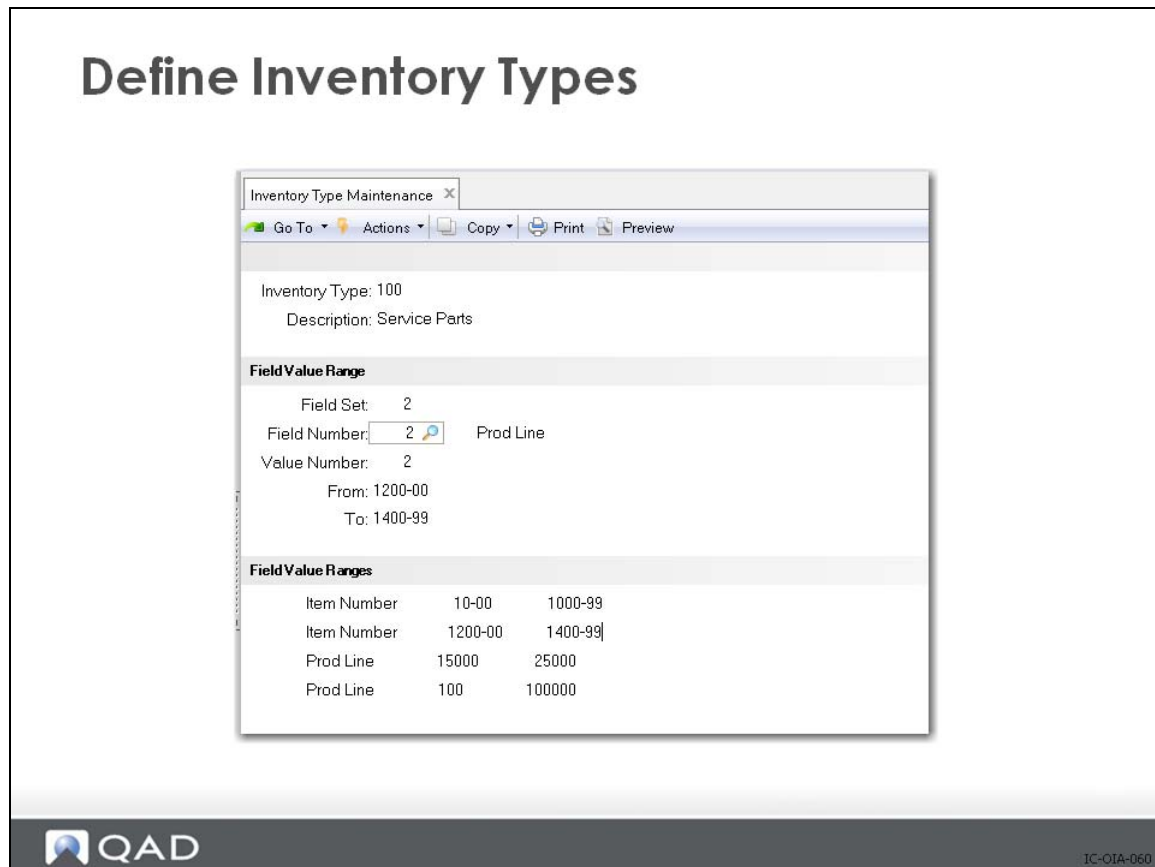 Define Inventory Types
Inventory Type Maintenance
Go To Actions Copy Print Preview
Inventory Type: 100
Description: Service Parts
Field Value Range
Field Set: 2
Field Number: 2 Prod Line
Value Number: 2
From: 1200-00
To: 1400-99
Field Value Ranges
Item Number 10-00 1000-99
Item Number 1200-00 1400-99
Prod Line 15000 25000
Prod Line 100 100000
QAD
IC-OIA-060